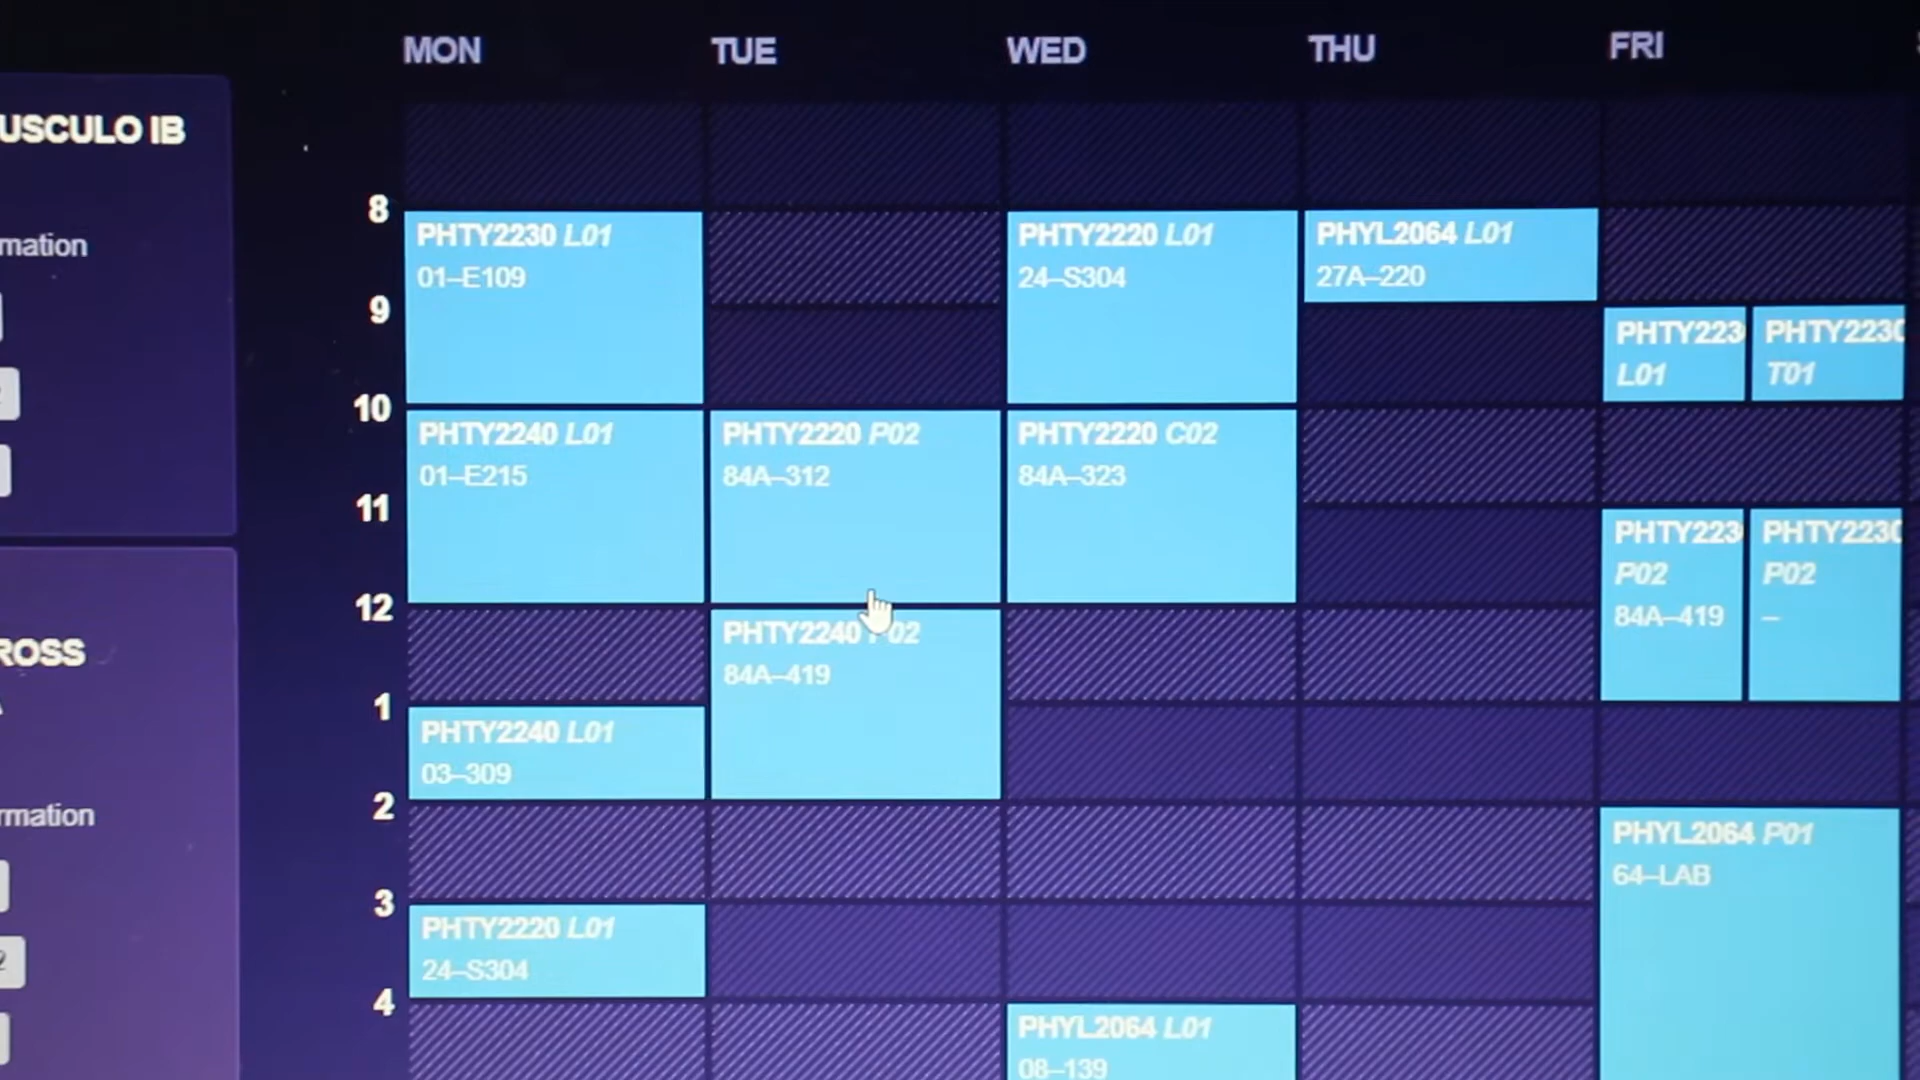 MON TUE WED THU FRI
USCULO IB
mation
ROSS
rmation
2
8
9
10
11
12
1
2
3
4
PHTY2230 L01
01–E109
PHTY2240 L01
01–E215
PHTY2240 L01
03–309
PHTY2220 L01
24–S304
PHTY2220 P02
84A–312
PHTY2240 P02
84A–419
PHTY2220 L01
24–S304
PHTY2220 C02
84A–323
PHYL2064 L01
08–139
PHYL2064 L01
27A–220
PHTY223
L01
PHTY2230
T01
PHTY223
P02
84A–419
PHTY2230
P02
–
PHYL2064 P01
64–LAB